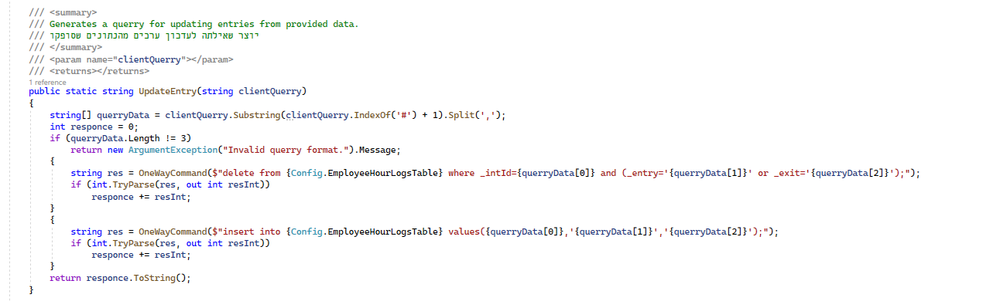 /// <summary>
/// Generates a querry for updating entries from provided data.
/// יוצר שאילתה לעדכון ערכים מהנתונים שסופקו
/// </summary>
/// <param name="clientQuerry"></param>
/// <returns></returns>
1 reference
public static string UpdateEntry(string clientQuerry)
{
string[] querryData = clientQuerry.Substring(clientQuerry.IndexOf('#') + 1).Split(',');
int responce = 0;
if (querryData.Length != 3)
return new ArgumentException("Invalid querry format.").Message;
{
string res = OneWayCommand($"delete from {Config.EmployeeHourLogsTable} where _intId={querryData[0]} and (_entry='{querryData[1]}' or _exit='{querryData[2]}');");
if (int.TryParse(res, out int resInt))
responce += resInt;
}
{
string res = OneWayCommand($"insert into {Config.EmployeeHourLogsTable} values({querryData[0]},'{querryData[1]}','{querryData[2]}');");
if (int.TryParse(res, out int resInt))
responce += resInt;
}
return responce.ToString();
}